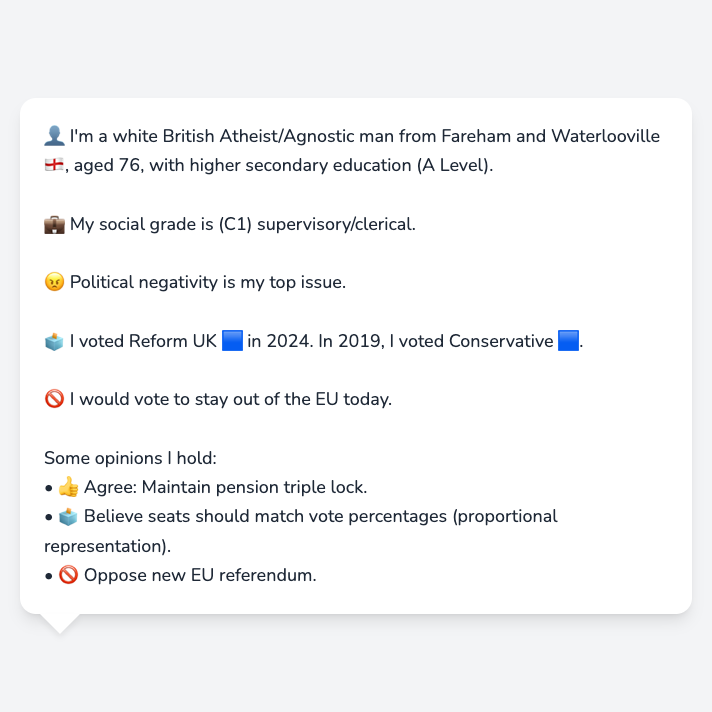 👤 I'm a white British Atheist/Agnostic man from Fareham and Waterlooville
🏴󠁧󠁢󠁥󠁮󠁧󠁿, aged 76, with higher secondary education (A Level).
💼 My social grade is (C1) supervisory/clerical.
😠 Political negativity is my top issue.
🗳️ I voted Reform UK 🟦 in 2024. In 2019, I voted Conservative 🟦.
🚫 I would vote to stay out of the EU today.
Some opinions I hold:
• 👍 Agree: Maintain pension triple lock.
• 🗳️ Believe seats should match vote percentages (proportional
representation).
• 🚫 Oppose new EU referendum.